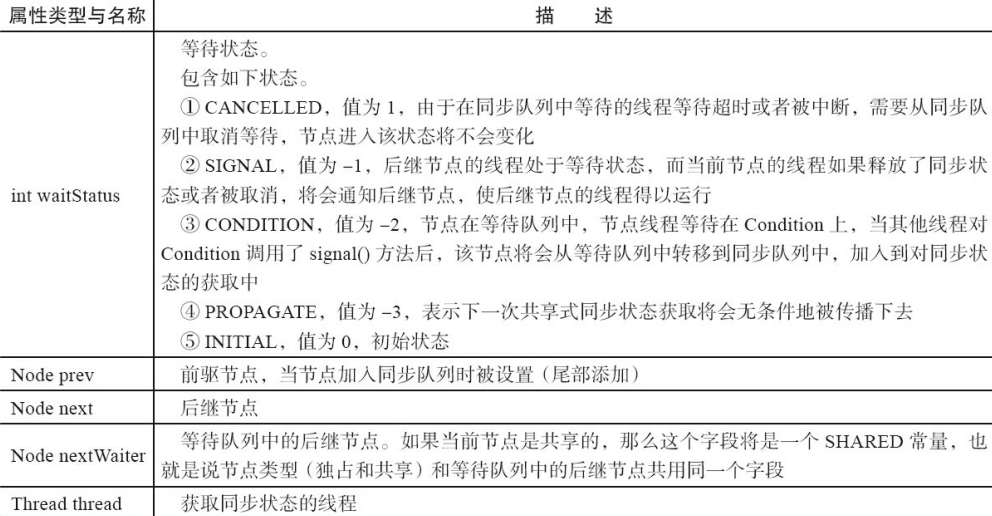 属性类型与名称 描 述
等待状态。
包含如下状态。
① CANCELLED，值为 1，由于在同步队列中等待的线程等待超时或者被中断，需要从同步队
列中取消等待，节点进入该状态将不会变化
② SIGNAL，值为 –1，后继节点的线程处于等待状态，而当前节点的线程如果释放了同步状
int waitStatus 态或者被取消，将会通知后继节点，使后继节点的线程得以运行
③ CONDITION，值为 –2，节点在等待队列中，节点线程等待在 Condition 上，当其他线程对
Condition 调用了 signal() 方法后，该节点将会从等待队列中转移到同步队列中，加入到对同步状
态的获取中
④ PROPAGATE，值为 –3，表示下一次共享式同步状态获取将会无条件地被传播下去
⑤ INITIAL，值为 0，初始状态
Node prev 前驱节点，当节点加入同步队列时被设置（尾部添加）
Node next 后继节点
Node nextWaiter 等待队列中的后继节点。如果当前节点是共享的，那么这个字段将是一个 SHARED 常量，也
就是说节点类型（独占和共享）和等待队列中的后继节点共用同一个字段
Thread thread 获取同步状态的线程